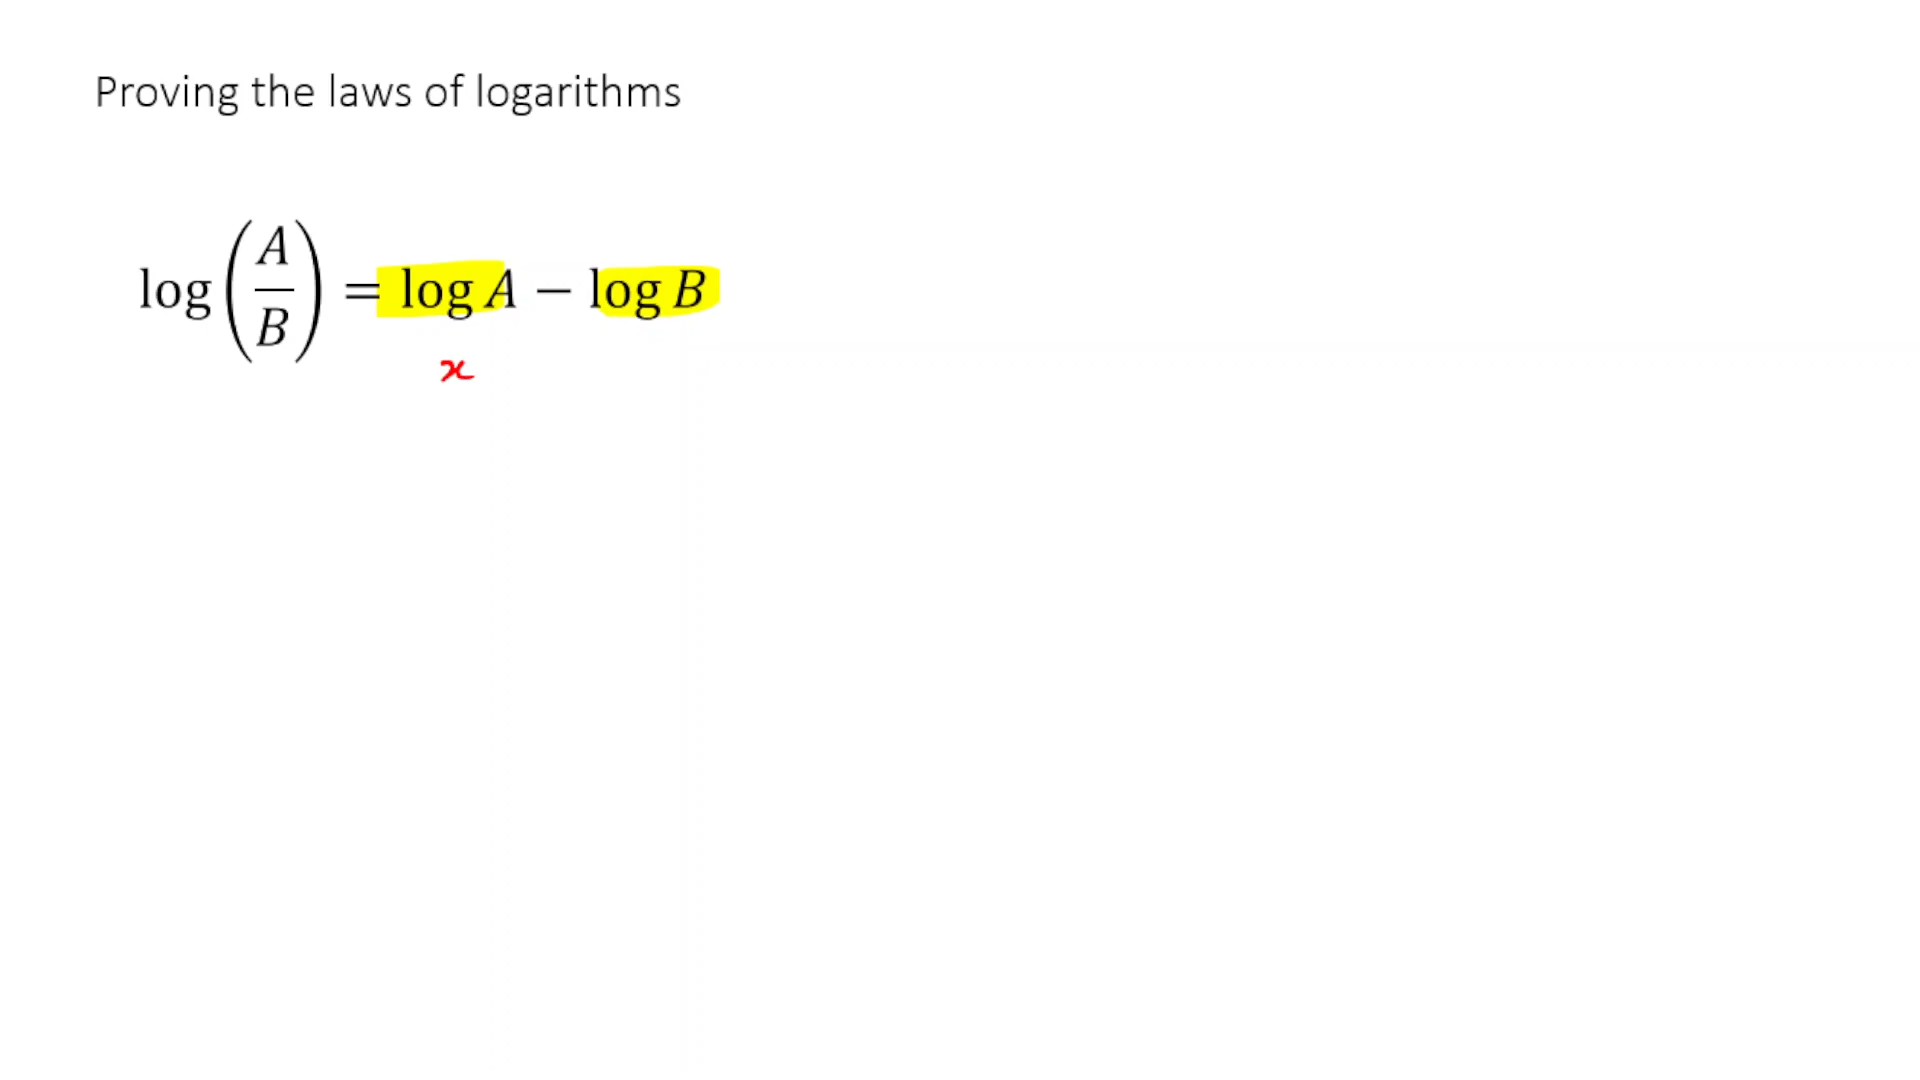 Proving the laws of logarithms
log(A/B) = log A − log B
x